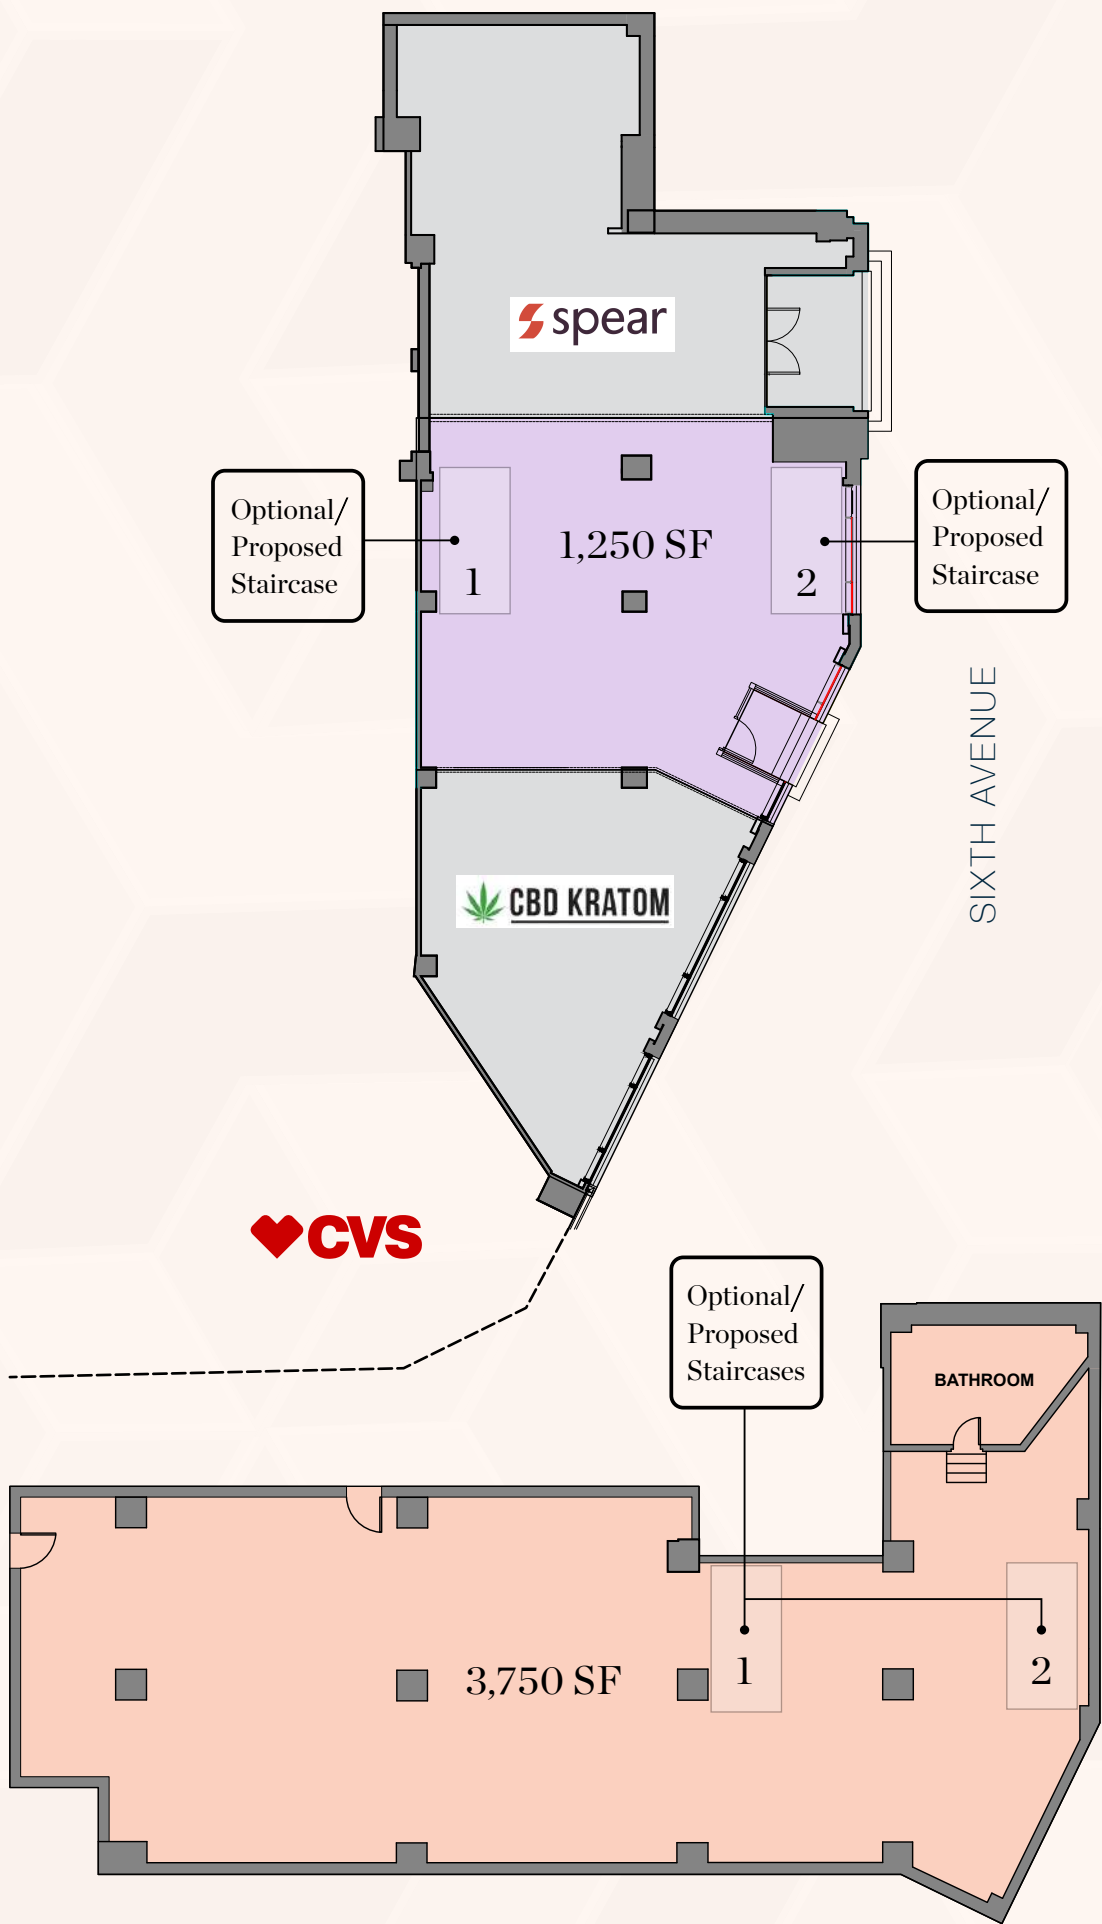 spear
Optional/
Proposed
Staircase
1
1,250 SF
2
Optional/
Proposed
Staircase
SIXTH AVENUE
CBD KRATOM
CVS
Optional/
Proposed
Staircases
BATHROOM
3,750 SF
1
2